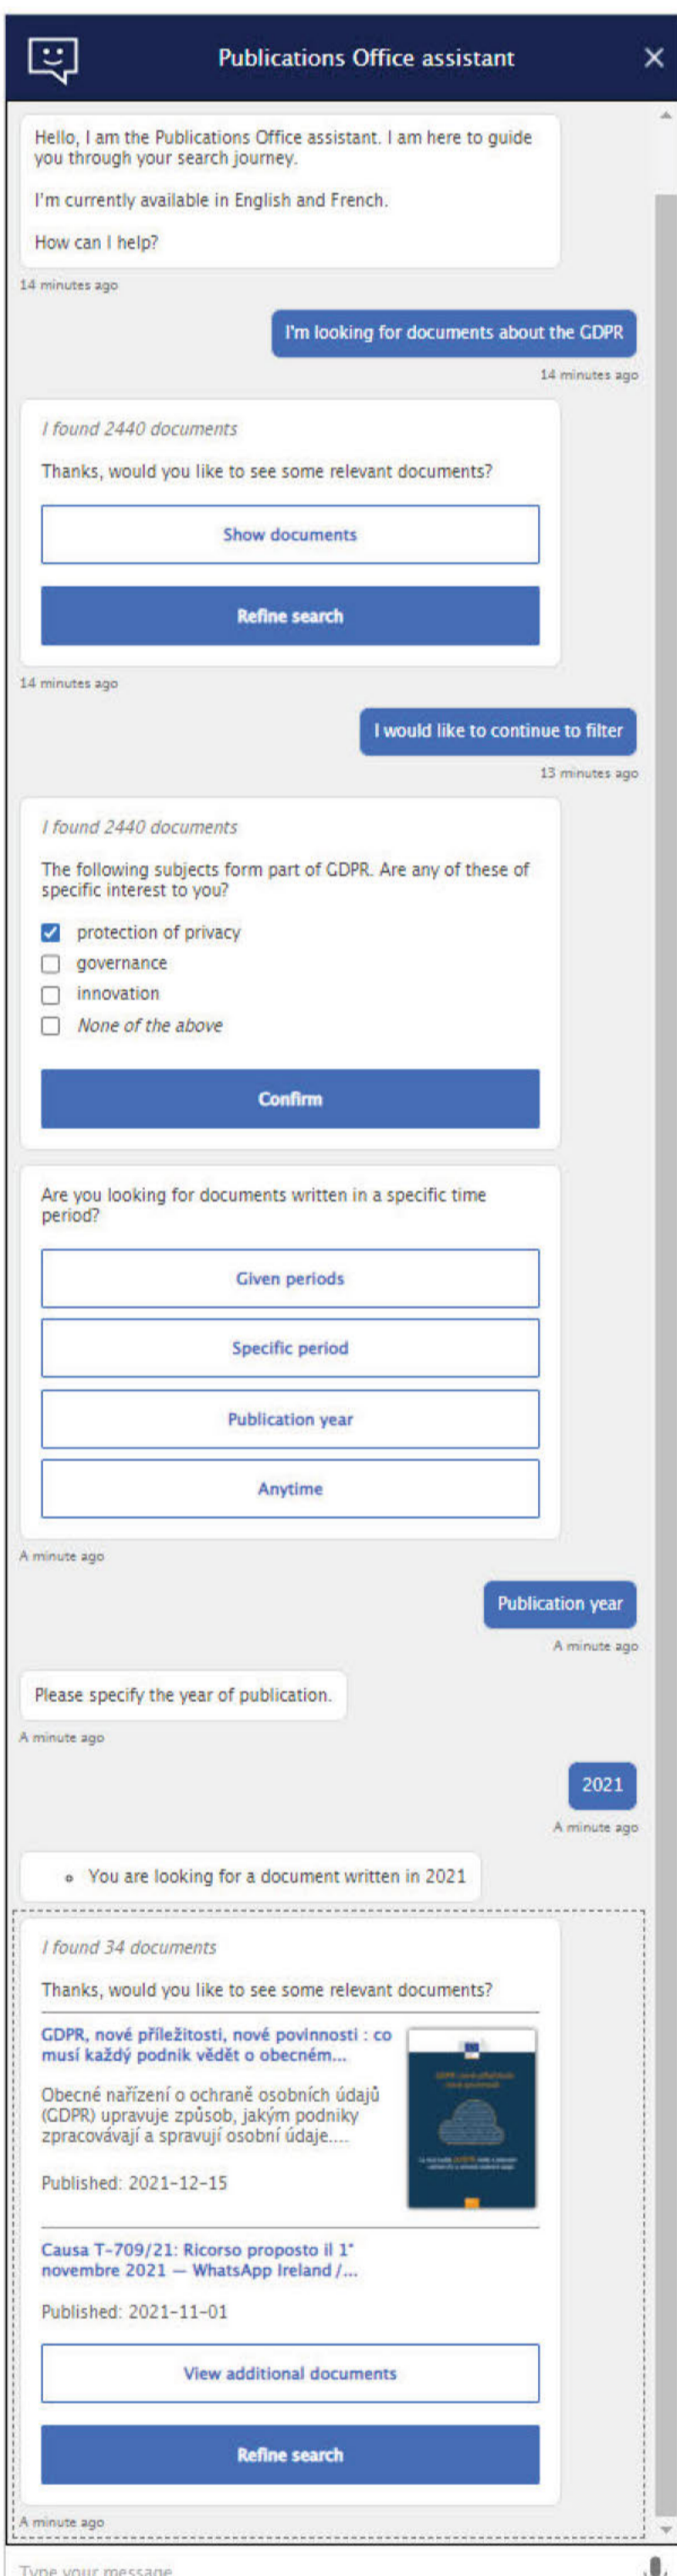 Publications Office assistant
Hello, I am the Publications Office assistant. I am here to guide
you through your search journey.
I'm currently available in English and French.
How can I help?
14 minutes ago
I'm looking for documents about the GDPR
14 minutes ago
I found 2440 documents
Thanks, would you like to see some relevant documents?
Show documents
Refine search
14 minutes ago
I would like to continue to filter
13 minutes ago
I found 2440 documents
The following subjects form part of GDPR. Are any of these of
specific interest to you?
protection of privacy
governance
innovation
None of the above
Confirm
Are you looking for documents written in a specific time
period?
Given periods
Specific period
Publication year
Anytime
A minute ago
Publication year
A minute ago
Please specify the year of publication.
A minute ago
2021
A minute ago
You are looking for a document written in 2021
I found 34 documents
Thanks, would you like to see some relevant documents?
GDPR, nové příležitosti, nové povinnosti : co
musí každý podnik vědět o obecném...
Obecné nařízení o ochraně osobních údajů
(GDPR) upravuje způsob, jakým podniky
zpracovávají a spravují osobní údaje....
Published: 2021-12-15
Causa T-709/21: Ricorso proposto il 1°
novembre 2021 — WhatsApp Ireland /...
Published: 2021-11-01
View additional documents
Refine search
A minute ago
Type your message